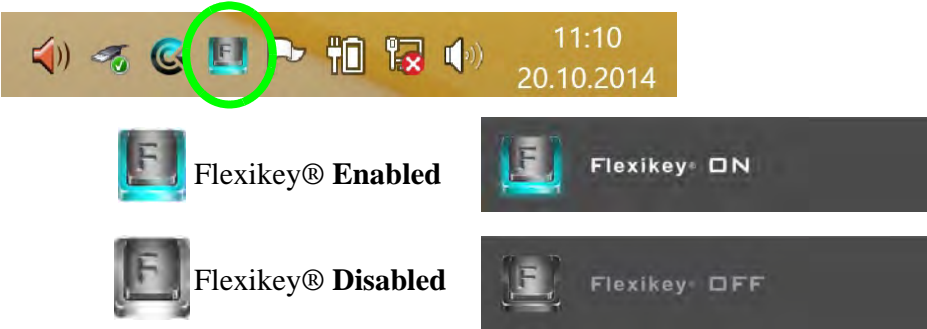 F
11:10
20.10.2014
F
Flexikey® Enabled
F
Flexikey® ON
F
Flexikey® Disabled
F
Flexikey® OFF